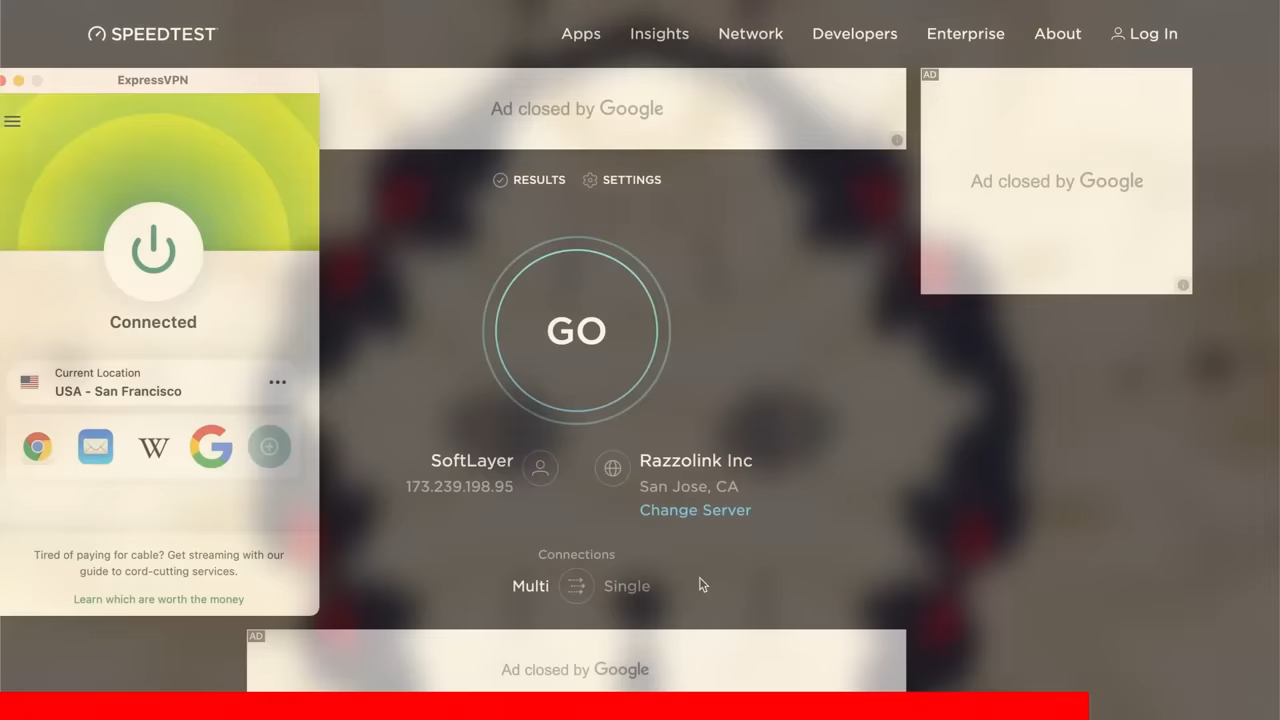 SPEEDTEST
Apps Insights Network Developers Enterprise About Log In
ExpressVPN
Ad closed by Google
AD
Ad closed by Google
RESULTS SETTINGS
GO
Connected
Current Location
USA - San Francisco
W
SoftLayer
173.239.198.95
Razzolink Inc
San Jose, CA
Change Server
Connections
Multi Single
Tired of paying for cable? Get streaming with our
guide to cord-cutting services.
Learn which are worth the money
AD
Ad closed by Google